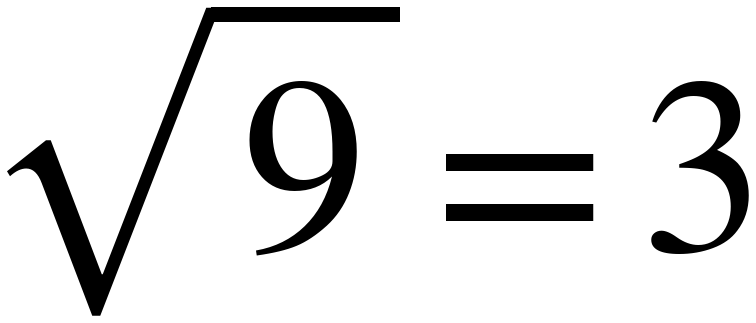 √9 = 3